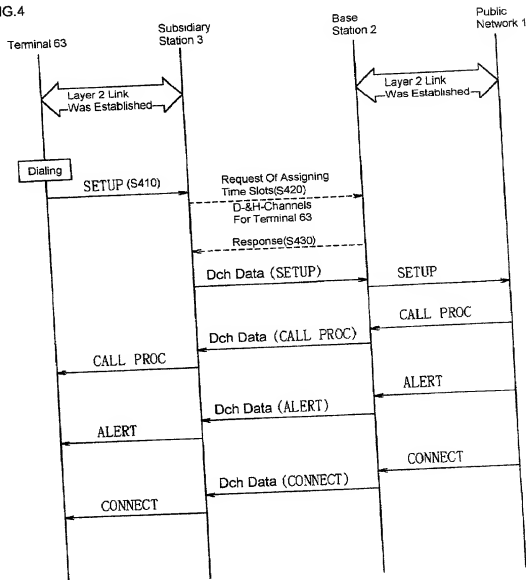 IG.4
Terminal 63
Subsidiary
Station 3
Base
Station 2
Public
Network 1
Layer 2 Link
Was Established
Layer 2 Link
Was Established
Dialing
SETUP (S410)
Request Of Assigning
Time Slots(S420)
D-&H-Channels
For Terminal 63
Response(S430)
Dch Data (SETUP)
SETUP
CALL PROC
Dch Data (CALL PROC)
CALL PROC
ALERT
Dch Data (ALERT)
ALERT
CONNECT
Dch Data (CONNECT)
CONNECT